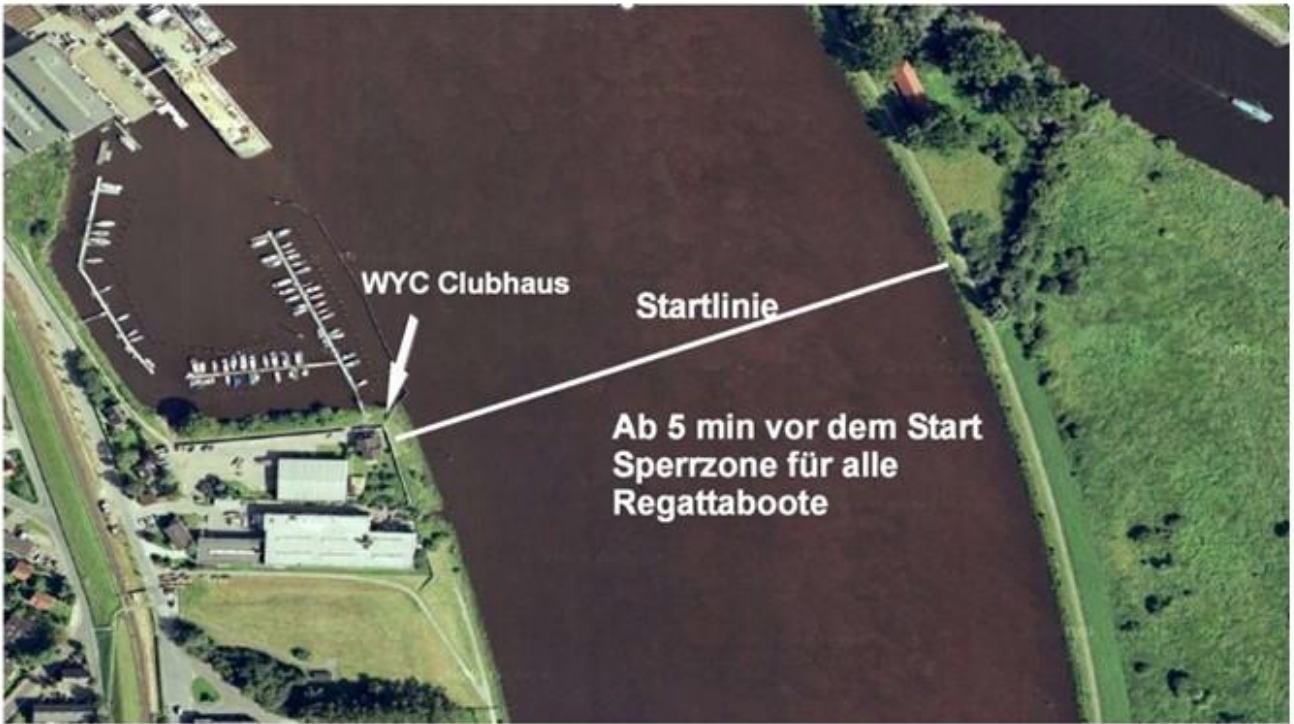 WYC Clubhaus
Startlinie
Ab 5 min vor dem Start
Sperrzone für alle
Regattaboote